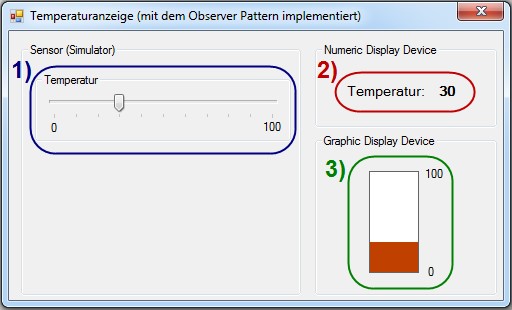 Temperaturanzeige (mit dem Observer Pattern implementiert)
Sensor (Simulator)
1)
Temperatur
0
100
Numeric Display Device
2)
Temperatur: 30
Graphic Display Device
3)
100
0